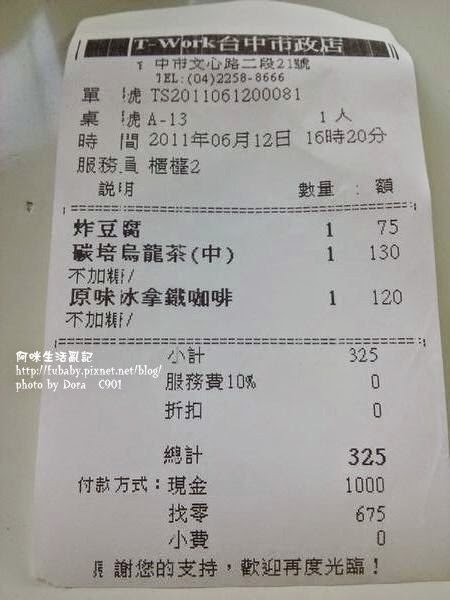 T-Work台中市政店
中市文心路二段21號
TEL:(04)2258-8666
單 號 TS2011061200081
桌 號 A-13 1人
時 間 2011年06月12日 16時20分
服務員 櫃檯2
說明 數量 : 額
炸豆腐 1 75
碳培烏龍茶(中) 1 130
不加糖/
原味冰拿鐵咖啡 1 120
不加糖/
小計 325
服務費10% 0
折扣 0
總計 325
付款方式:現金 1000
找零 675
小費 0
謝您的支持,歡迎再度光臨!
阿咪生活亂記
http://fubaby.pixnet.net/blog/
photo by Dora C901